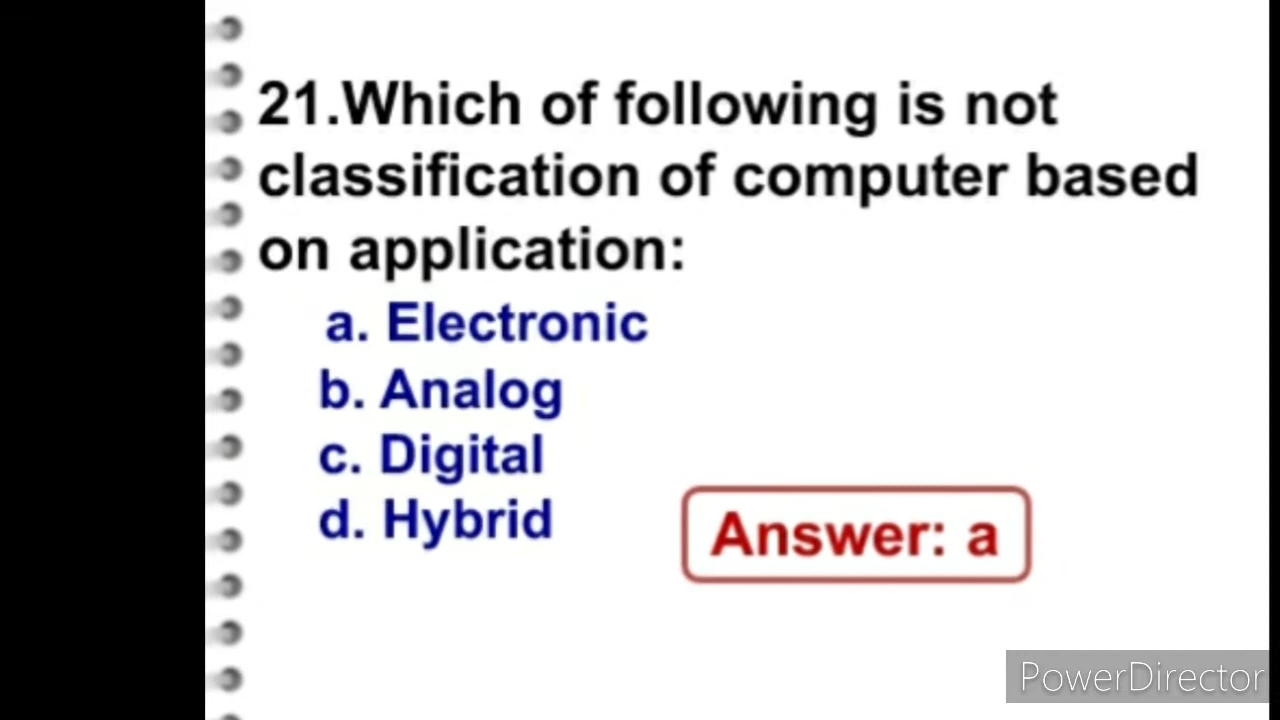 21.Which of following is not
classification of computer based
on application:
a. Electronic
b. Analog
c. Digital
d. Hybrid
Answer: a
PowerDirector